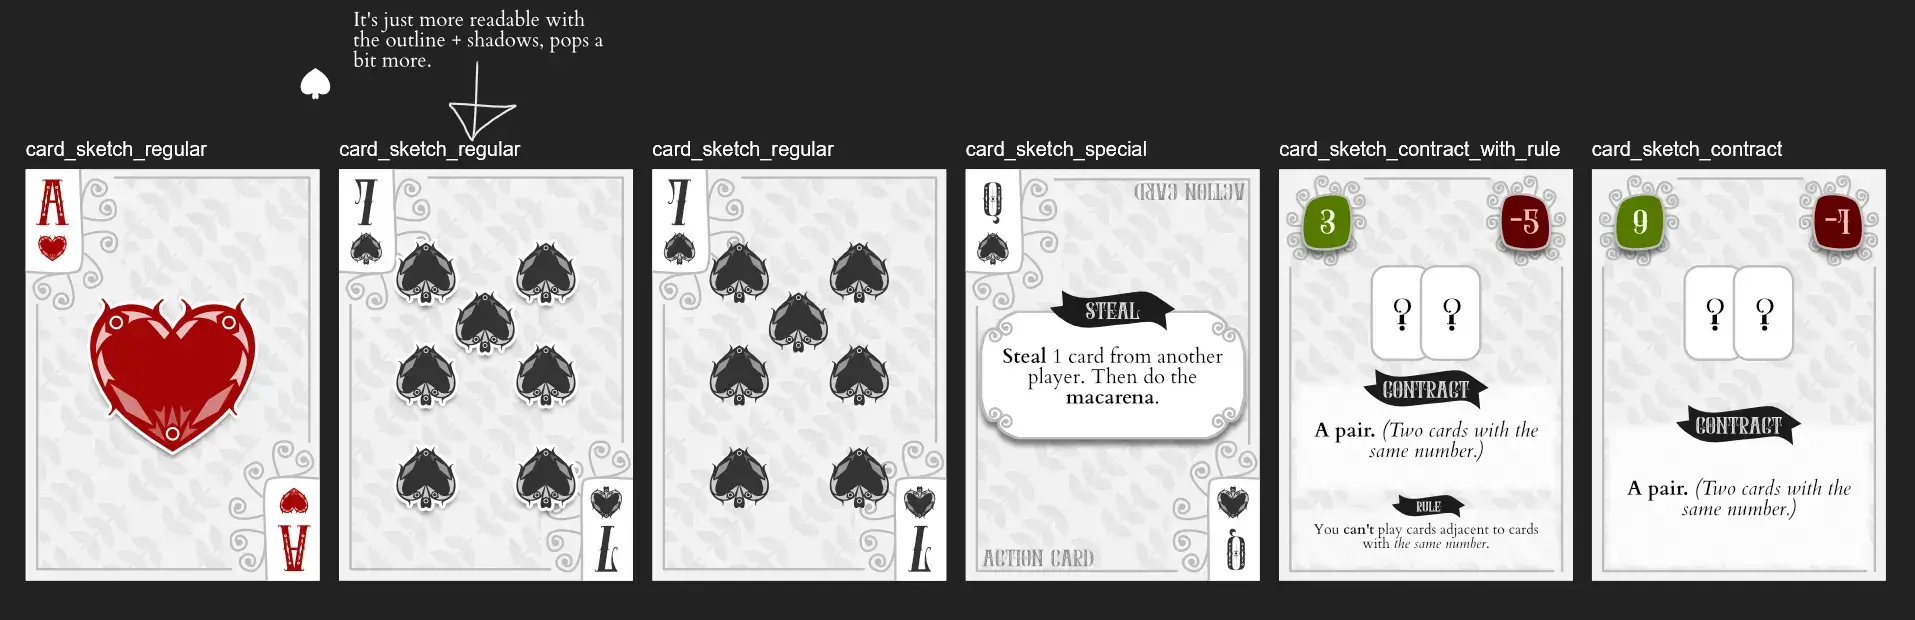 It's just more readable with
the outline + shadows, pops a
bit more.
card_sketch_regular
card_sketch_regular
card_sketch_regular
card_sketch_special
card_sketch_contract_with_rule
card_sketch_contract
A
A
7
7
7
7
Q
ACTION CARD
STEAL
Steal 1 card from another
player. Then do the
macarena.
ACTION CARD
Q
3
-5
? ?
CONTRACT
A pair. (Two cards with the
same number.)
RULE
You can't play cards adjacent to cards
with the same number.
9
-1
? ?
CONTRACT
A pair. (Two cards with the
same number.)